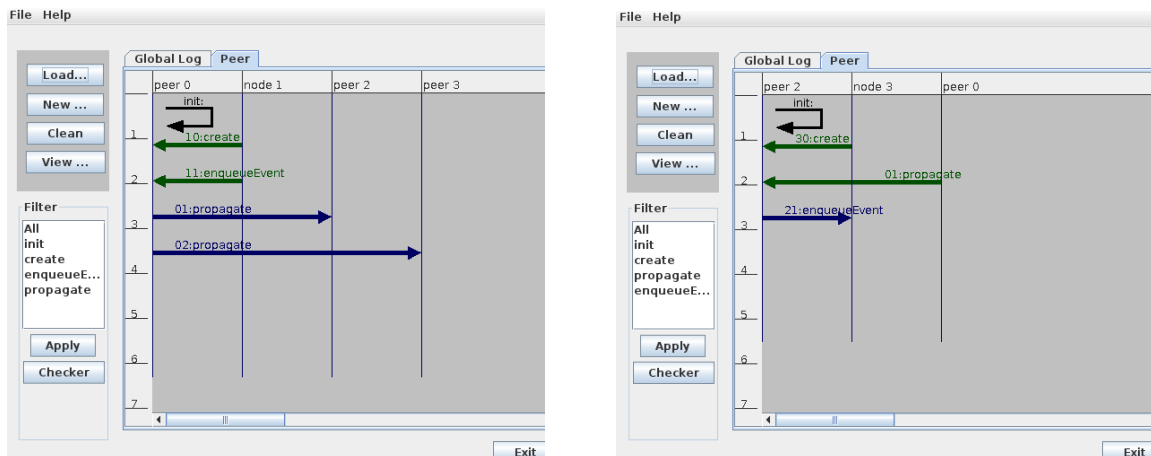 File Help
Global Log Peer
Load...
New ...
Clean
View ...
Filter
All
init
create
enqueueE...
propagate
Apply
Checker
peer 0 node 1 peer 2 peer 3
init:
1
10:create
11:enqueueEvent
2
01:propagate
3
02:propagate
4
5
6
7
Exit
File Help
Global Log Peer
Load...
New ...
Clean
View ...
Filter
All
init
create
propagate
enqueueE...
Apply
Checker
peer 2 node 3 peer 0
init:
1
30:create
01:propagate
2
21:enqueueEvent
3
4
5
6
7
Exit